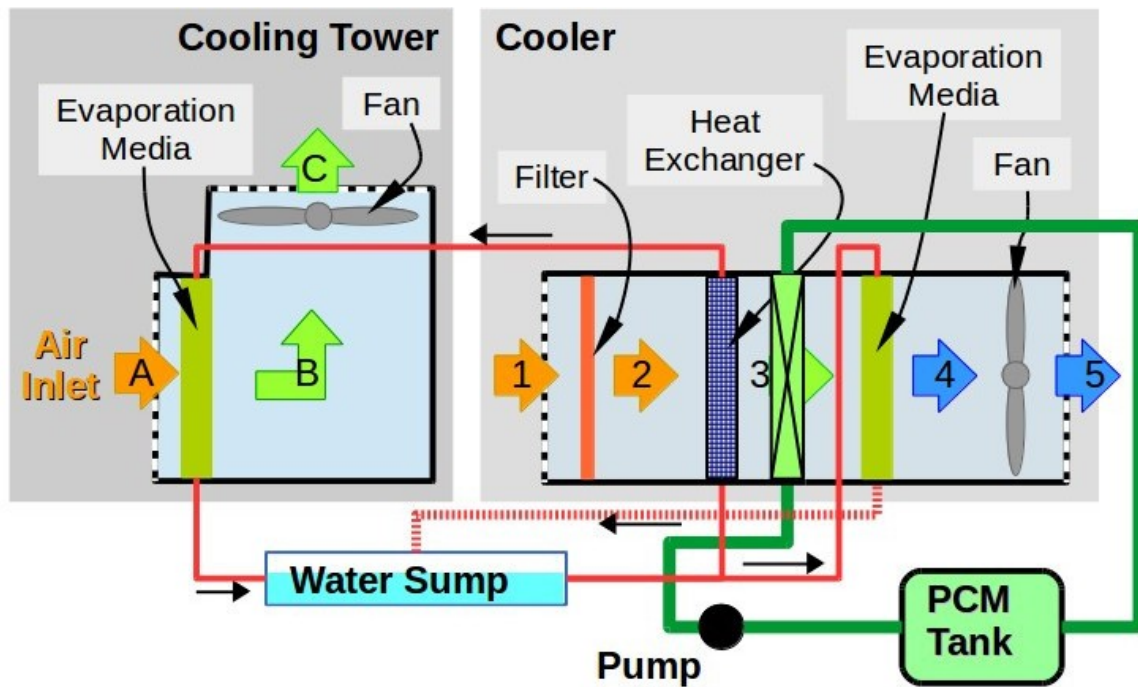 Cooling Tower
Cooler
Evaporation
Media
Fan
Evaporation
Media
Heat
Exchanger
Fan
Filter
C
Air
Inlet
A
B
1
2
3
4
5
Water Sump
PCM
Tank
Pump